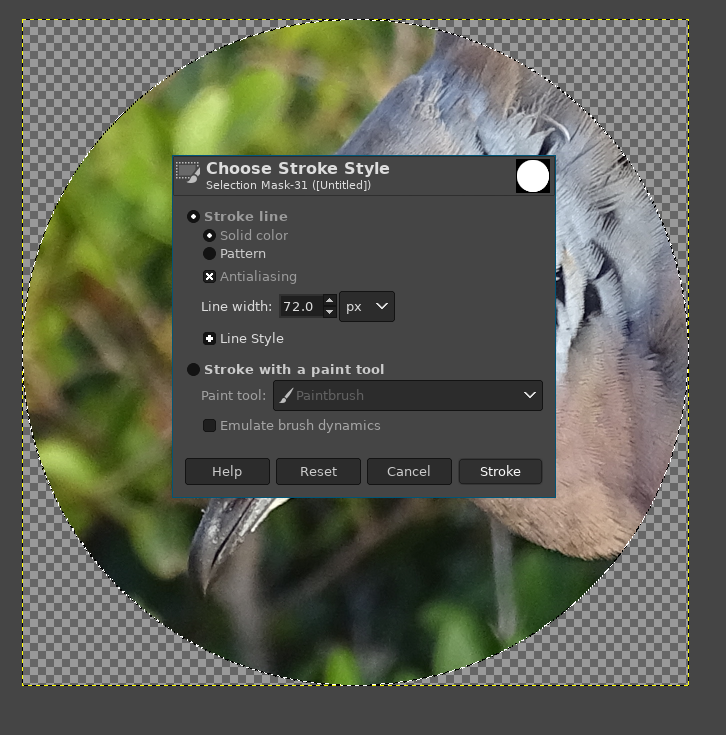 Choose Stroke Style
Selection Mask-31 ([Untitled])
Stroke line
Solid color
Pattern
Antialiasing
Line width: 72.0 px
Line Style
Stroke with a paint tool
Paint tool: Paintbrush
Emulate brush dynamics
Help Reset Cancel Stroke